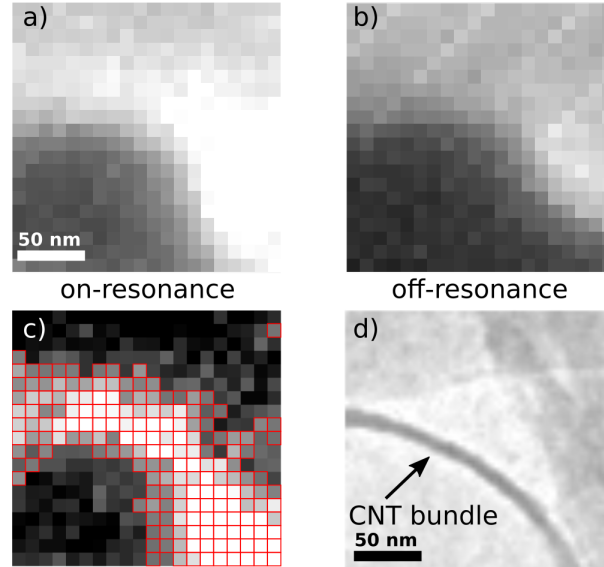 a)
b)
50 nm
on-resonance
off-resonance
c)
d)
CNT bundle
50 nm